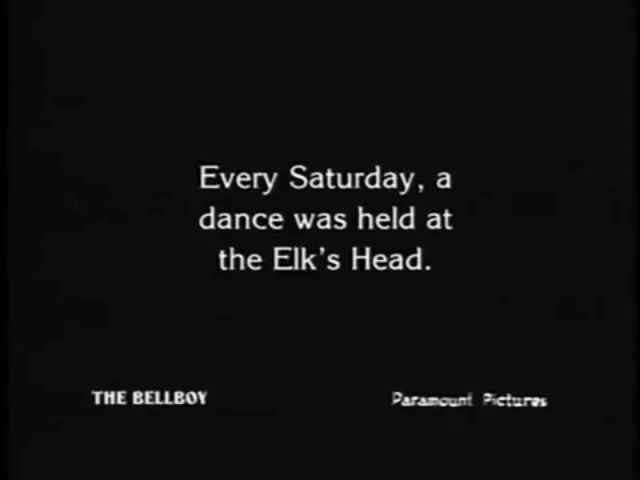 Every Saturday, a
dance was held at
the Elk's Head.
THE BELLBOY Paramount Pictures